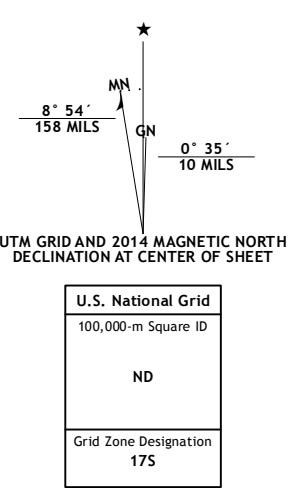 ★
MN
GN
8° 54´
158 MILS
0° 35´
10 MILS
UTM GRID AND 2014 MAGNETIC NORTH
DECLINATION AT CENTER OF SHEET
U.S. National Grid
100,000-m Square ID
ND
Grid Zone Designation
17S